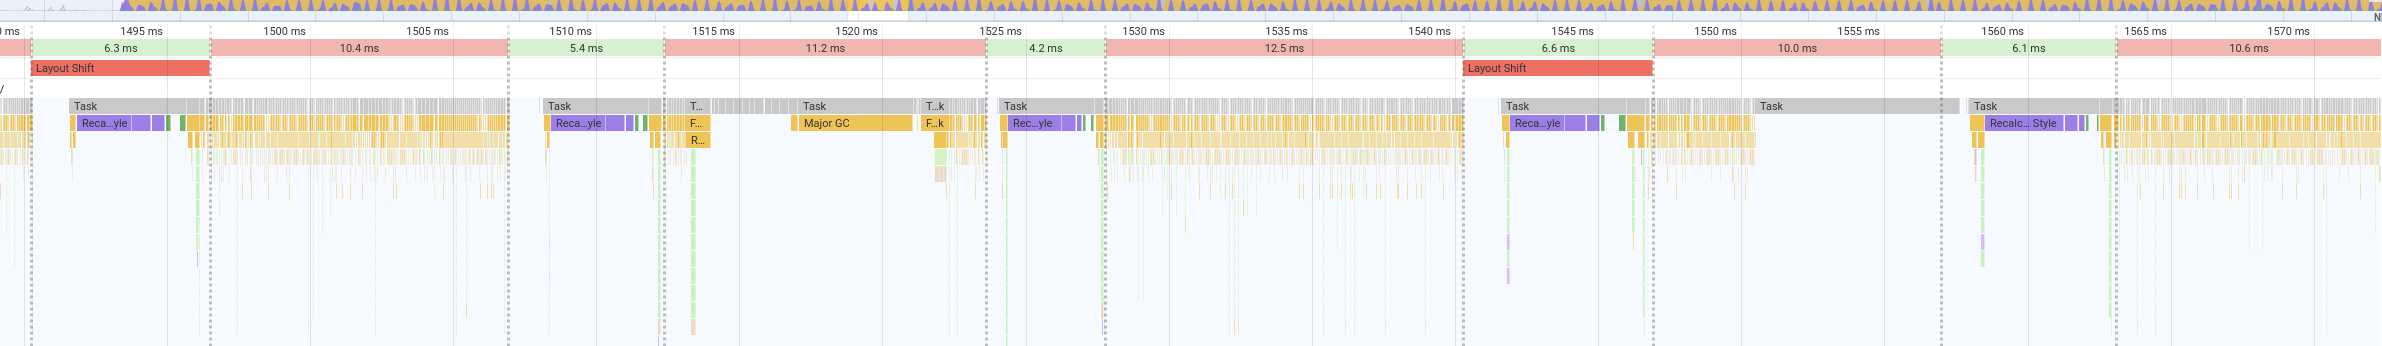 0 ms 1495 ms 1500 ms 1505 ms 1510 ms 1515 ms 1520 ms 1525 ms 1530 ms 1535 ms 1540 ms 1545 ms 1550 ms 1555 ms 1560 ms 1565 ms 1570 ms
6.3 ms 10.4 ms 5.4 ms 11.2 ms 4.2 ms 12.5 ms 6.6 ms 10.0 ms 6.1 ms 10.6 ms
Layout Shift Layout Shift
/
Task Task T... Task T...k Task Task Task Task
Reca...yle Reca...yle F... Major GC F...k Rec...yle Reca...yle Recalc... Style
R...